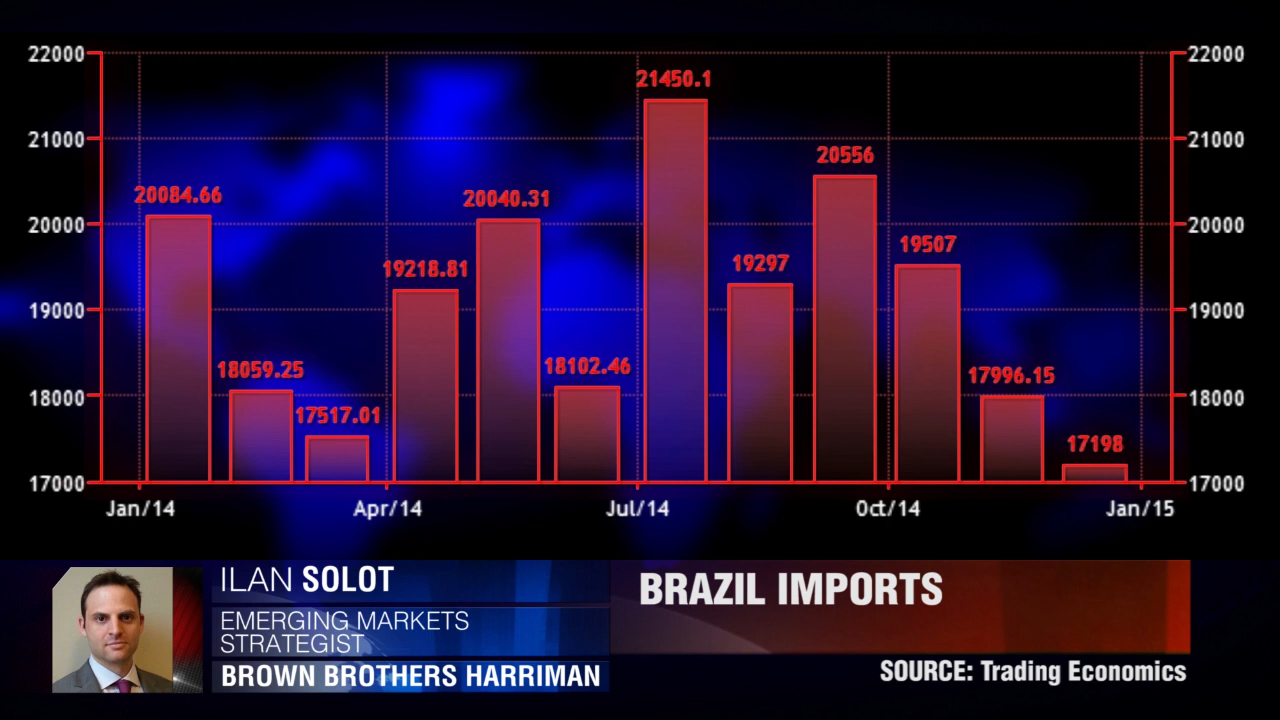 22000
22000
21450.1
21000
21000
20556
20084.66
20040.31
20000
20000
19507
19218.81
19297
19000
19000
18059.25
18102.46
17996.15
18000
18000
17517.01
17198
17000
17000
Jan/14
Apr/14
Jul/14
Oct/14
Jan/15
ILAN SOLOT
EMERGING MARKETS
STRATEGIST
BROWN BROTHERS HARRIMAN
BRAZIL IMPORTS
SOURCE: Trading Economics